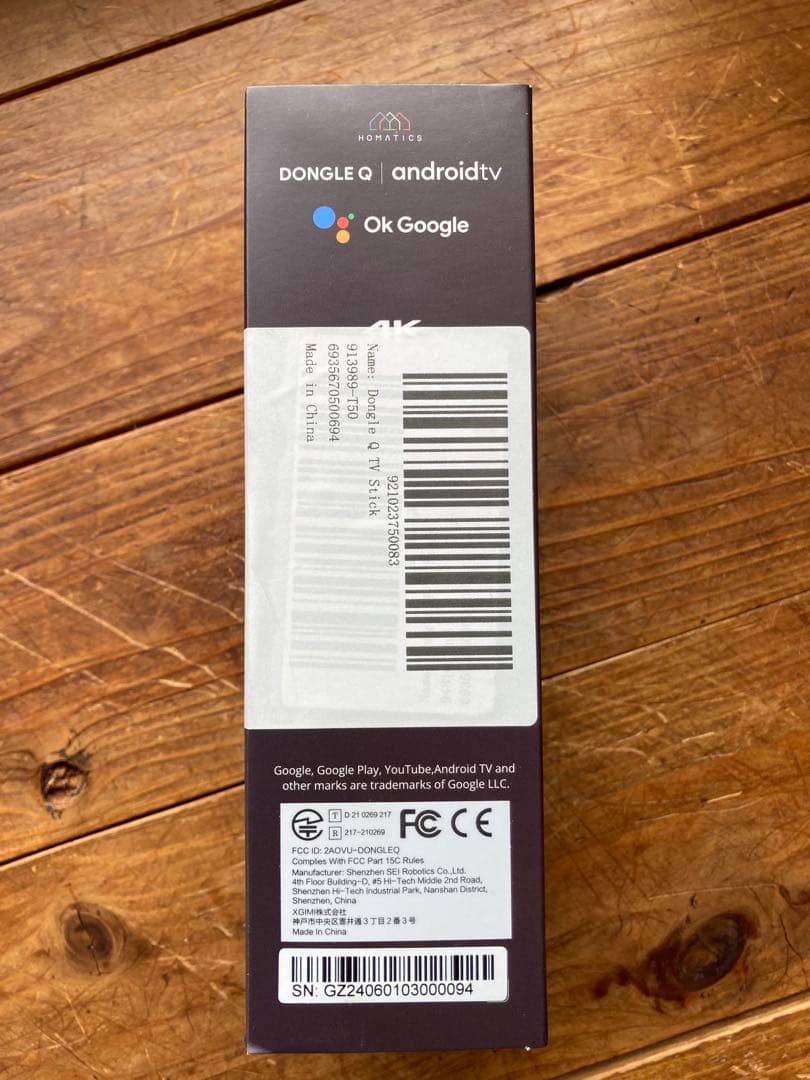 HOMATICS
DONGLE Q | androidtv
Ok Google
4K
921023750083
Name: Dongle Q TV Stick
913989-T50
6935670500694
Made in China
Google, Google Play, YouTube,Android TV and
other marks are trademarks of Google LLC.
T D 21 0269 217
R 217-210269
FC CE
FCC ID: 2AOVU-DONGLEQ
Complies With FCC Part 15C Rules
Manufacturer: Shenzhen SEI Robotics Co.,Ltd.
4th Floor Building-D, #5 Hi-Tech Middle 2nd Road,
Shenzhen Hi-Tech Industrial Park, Nanshan District,
Shenzhen, China
XGIMI株式会社
神戸市中央区雲井通3丁目2番3号
Made In China
SN: GZ24060103000094